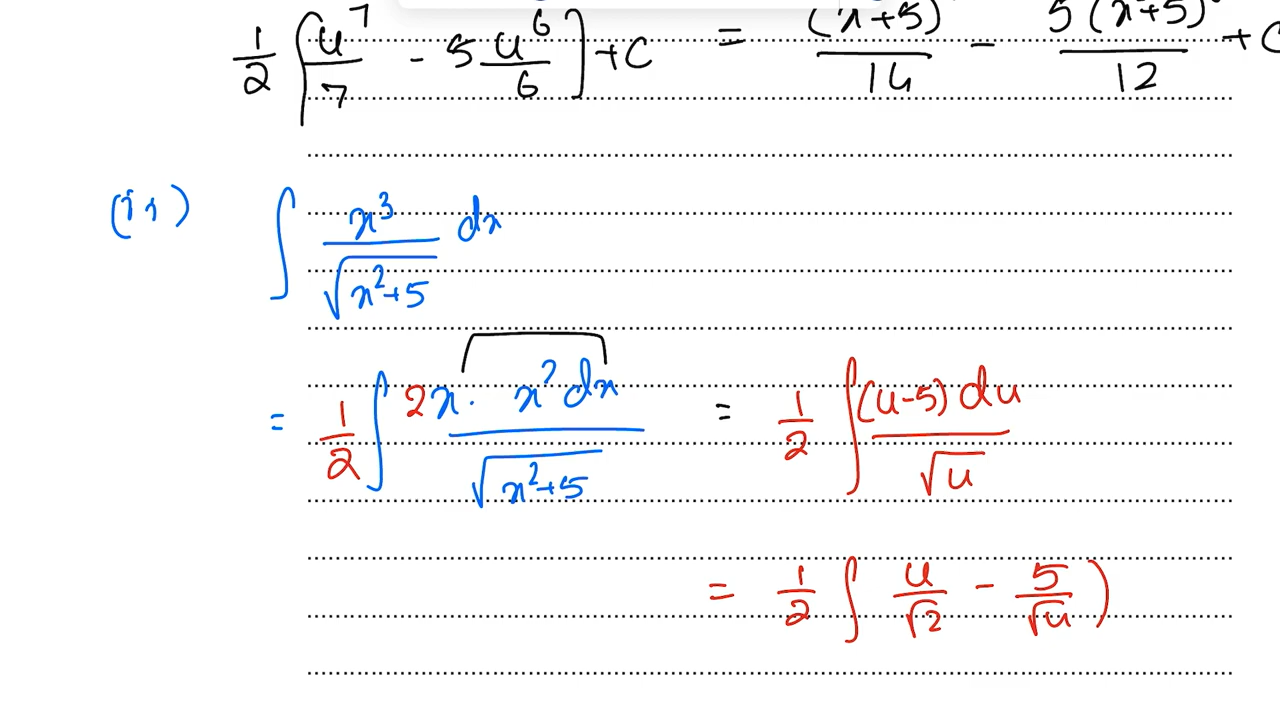 1/2 [u^7/7 - 5 u^6/6] + C = (x+5)/14 - 5(x+5)/12 + C
∫ x^3/√(x^2+5) dx
= 1/2 ∫ 2x · x^2 dx/√(x^2+5) = 1/2 ∫ (u-5) du/√u
= 1/2 ∫ u/√2 - 5/√u )